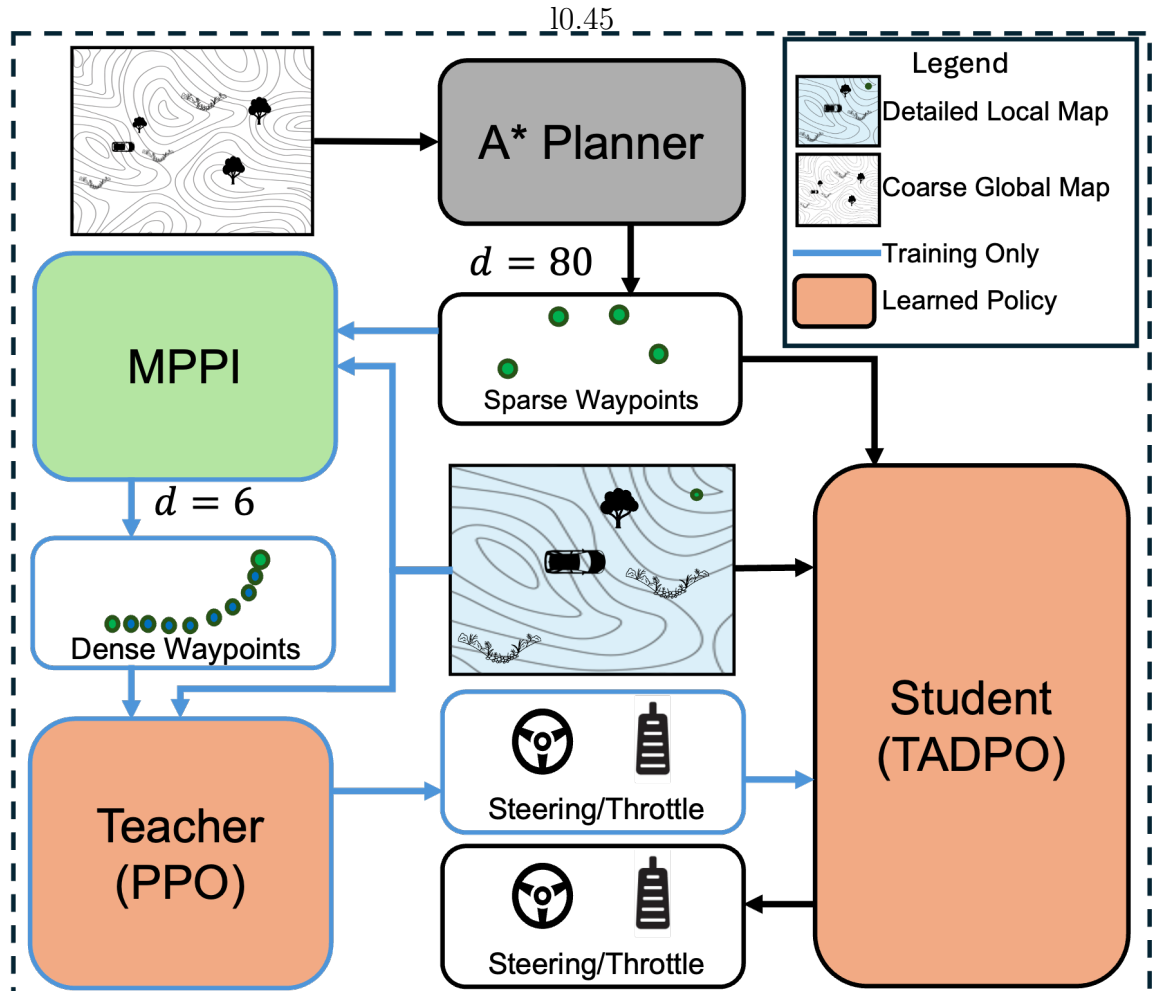 l0.45
Legend
Detailed Local Map
Coarse Global Map
Training Only
Learned Policy
A* Planner
d = 80
Sparse Waypoints
MPPI
d = 6
Dense Waypoints
Teacher
(PPO)
Steering/Throttle
Steering/Throttle
Student
(TADPO)